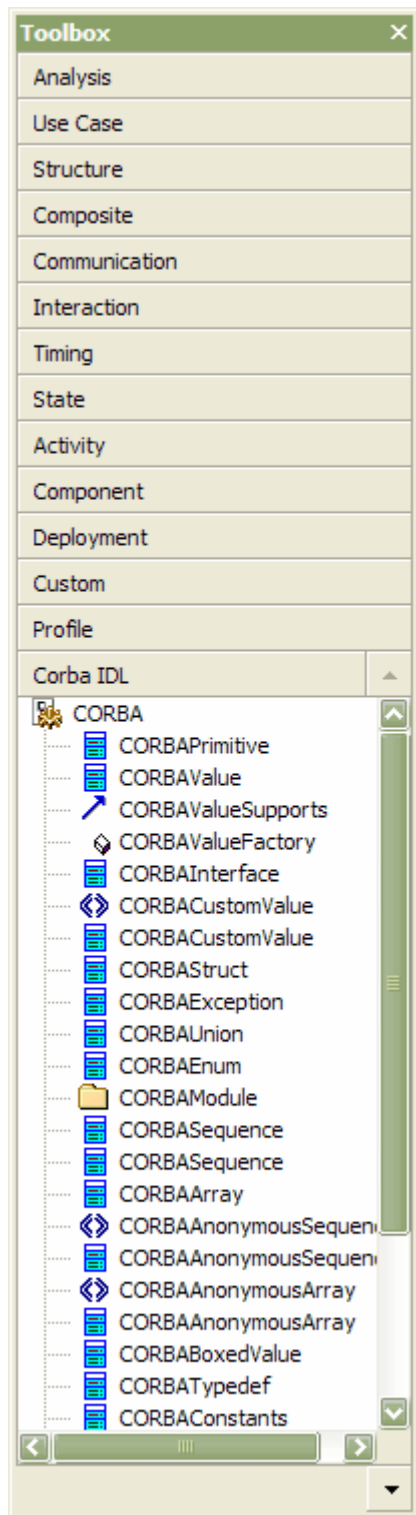 Toolbox
Analysis
Use Case
Structure
Composite
Communication
Interaction
Timing
State
Activity
Component
Deployment
Custom
Profile
Corba IDL
CORBA
CORBAPrimitive
CORBAValue
CORBAValueSupports
CORBAValueFactory
CORBAInterface
CORBACustomValue
CORBACustomValue
CORBAStruct
CORBAException
CORBAUnion
CORBAEnum
CORBAModule
CORBASequence
CORBASequence
CORBAArray
CORBAAnonymousSequen
CORBAAnonymousSequen
CORBAAnonymousArray
CORBAAnonymousArray
CORBABoxedValue
CORBATypedef
CORBAConstants